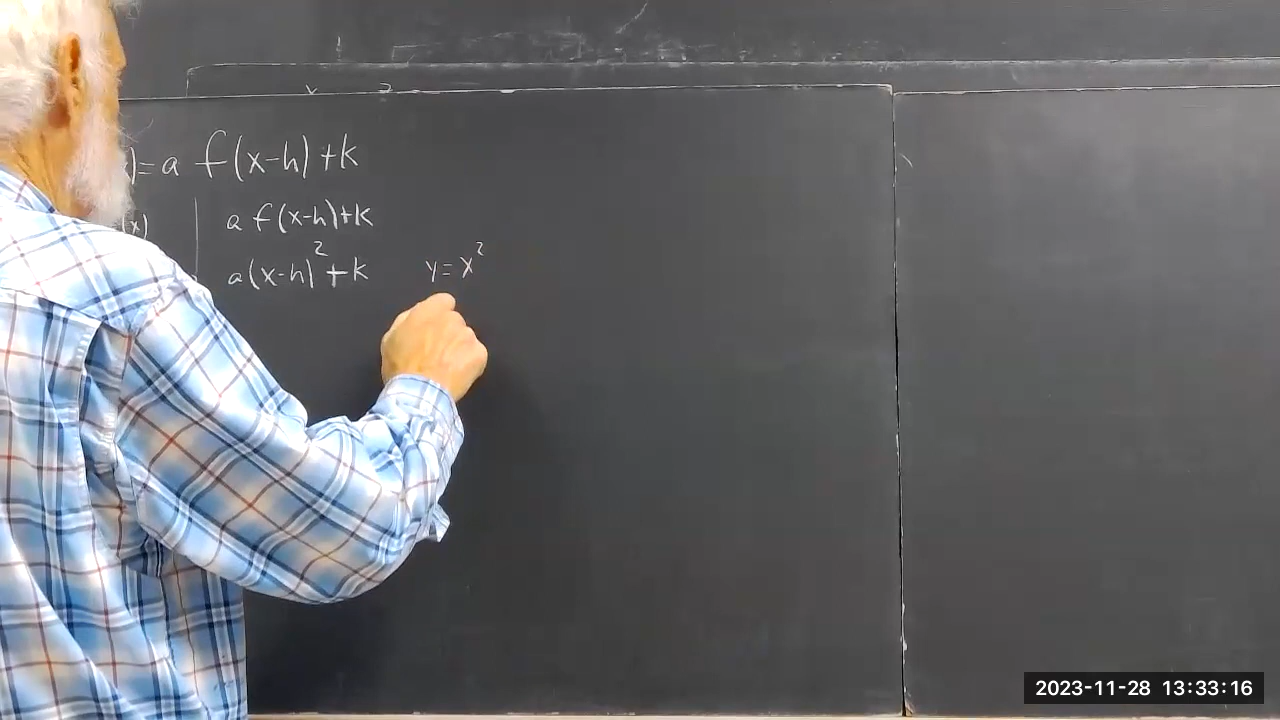 )=a f(x-h)+k
(x) | a f(x-h)+k
a(x-h)²+k y=x²
2023-11-28 13:33:16